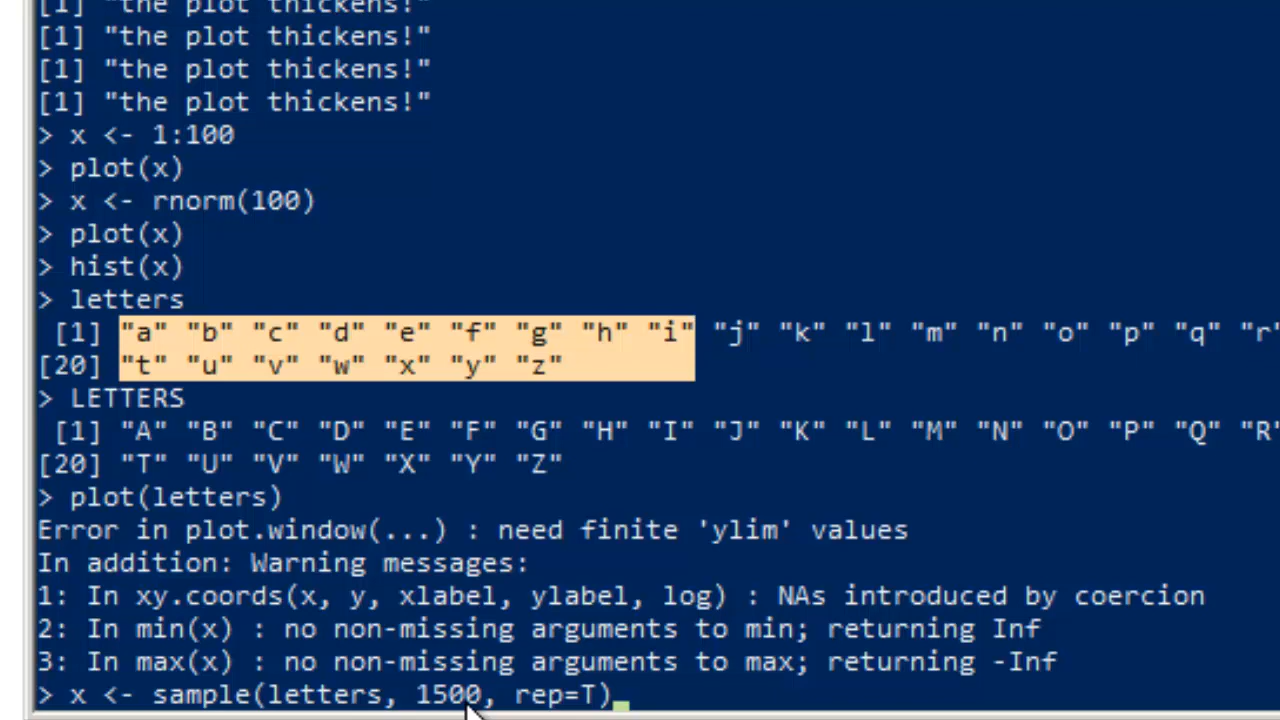 [1] "the plot thickens!"
[1] "the plot thickens!"
[1] "the plot thickens!"
[1] "the plot thickens!"
> x <- 1:100
> plot(x)
> x <- rnorm(100)
> plot(x)
> hist(x)
> letters
[1] "a" "b" "c" "d" "e" "f" "g" "h" "i" "j" "k" "l" "m" "n" "o" "p" "q" "r"
[20] "t" "u" "v" "w" "x" "y" "z"
> LETTERS
[1] "A" "B" "C" "D" "E" "F" "G" "H" "I" "J" "K" "L" "M" "N" "O" "P" "Q" "R"
[20] "T" "U" "V" "W" "X" "Y" "Z"
> plot(letters)
Error in plot.window(...) : need finite 'ylim' values
In addition: Warning messages:
1: In xy.coords(x, y, xlabel, ylabel, log) : NAs introduced by coercion
2: In min(x) : no non-missing arguments to min; returning Inf
3: In max(x) : no non-missing arguments to max; returning -Inf
> x <- sample(letters, 1500, rep=T)